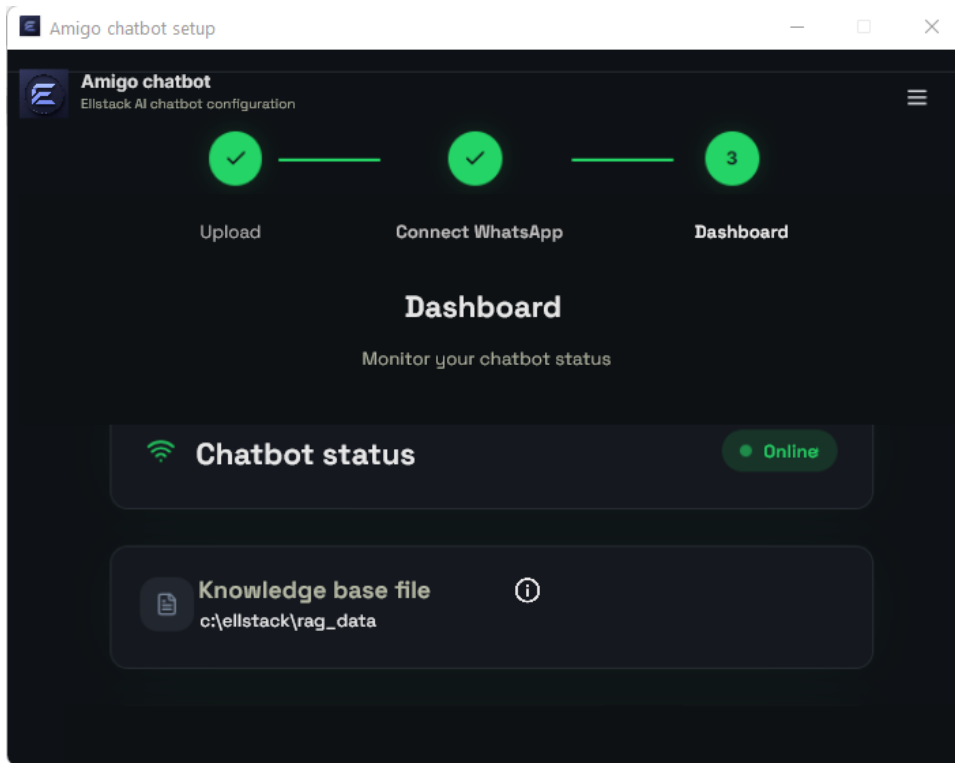 Amigo chatbot setup
Amigo chatbot
Ellstack AI chatbot configuration
3
Upload
Connect WhatsApp
Dashboard
Dashboard
Monitor your chatbot status
Chatbot status
Online
Knowledge base file
c:\ellstack\rag_data